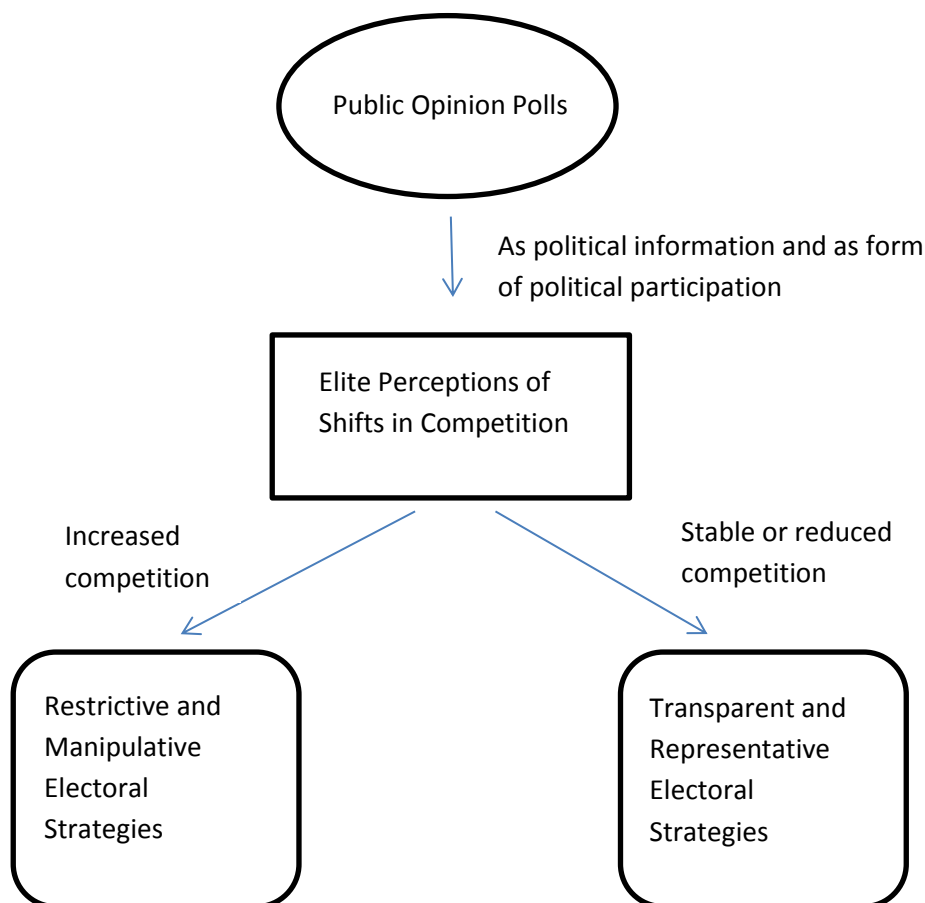 Public Opinion Polls
As political information and as form
of political participation
Elite Perceptions of
Shifts in Competition
Increased
competition
Stable or reduced
competition
Restrictive and
Manipulative
Electoral
Strategies
Transparent and
Representative
Electoral
Strategies